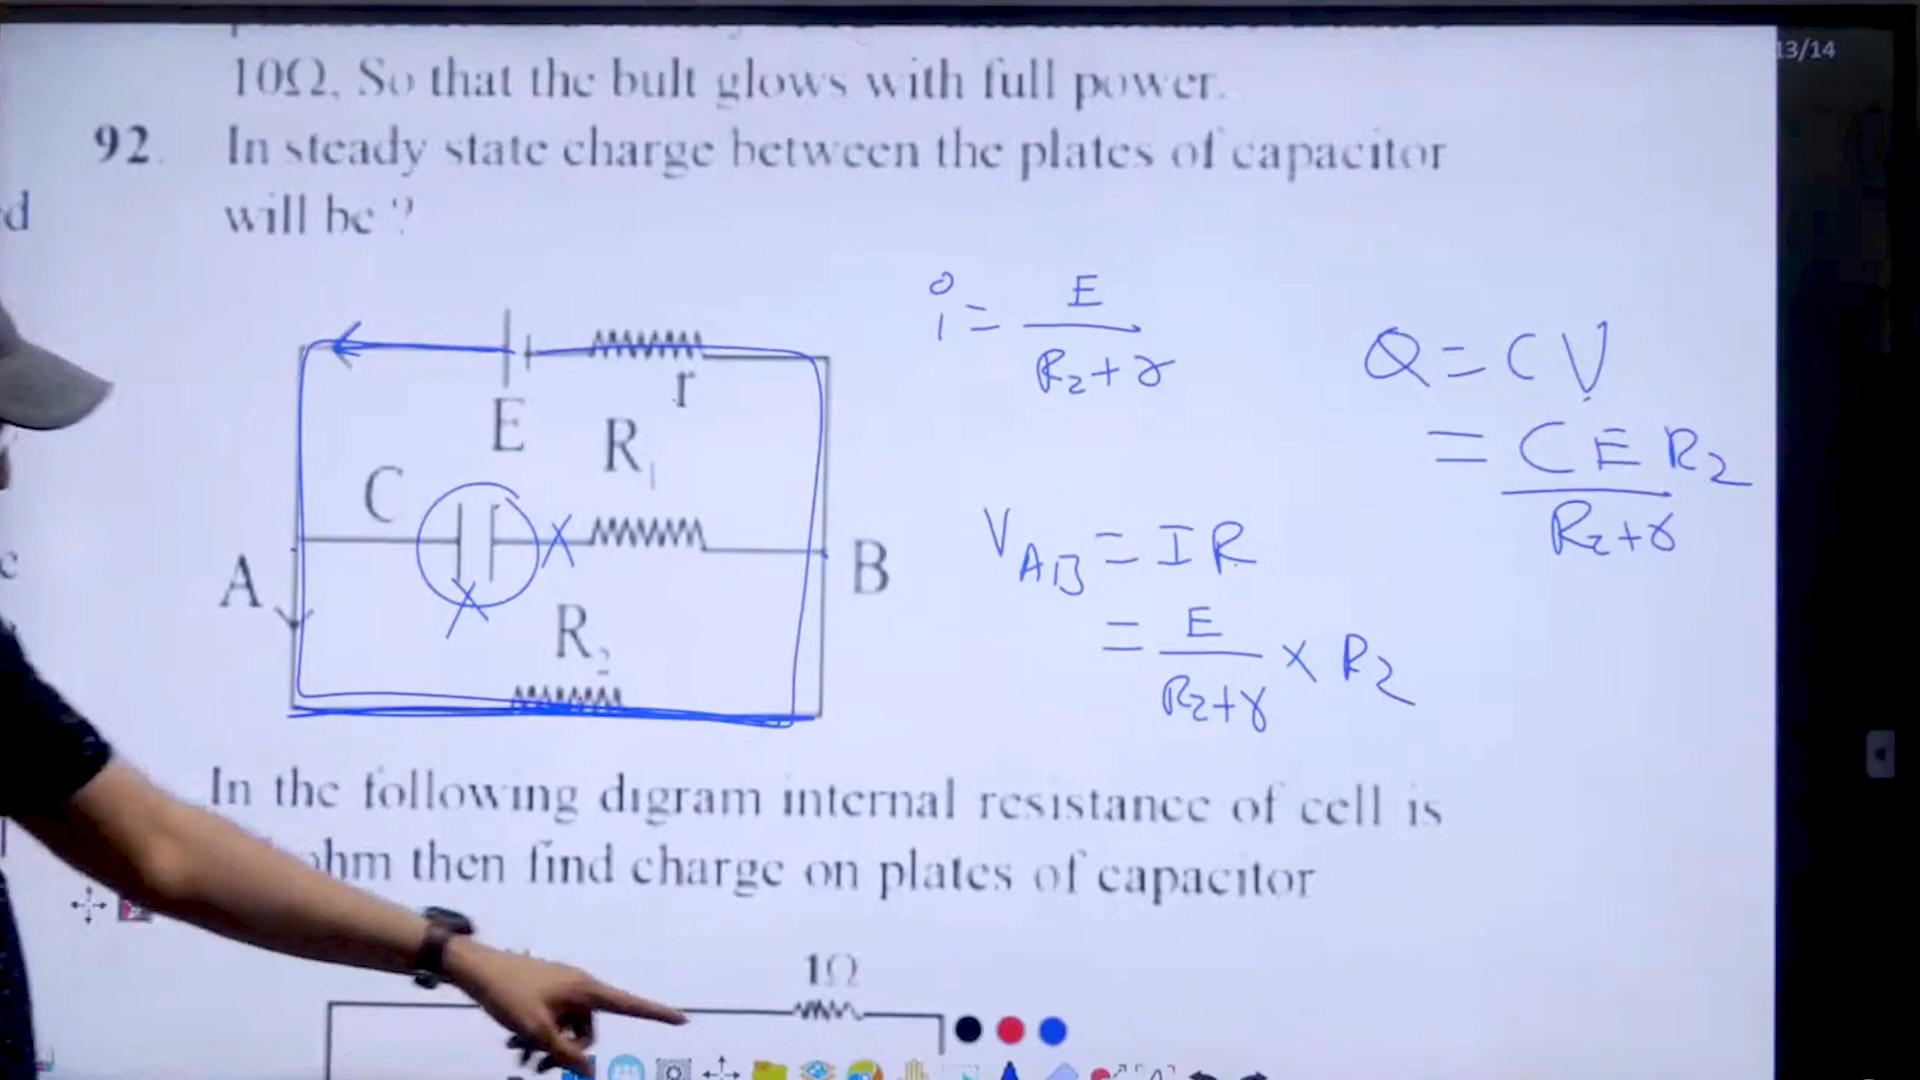 13/14
10Ω, So that the bult glows with full power.
92. In steady state charge between the plates of capacitor
will be ?
E
r
C
R1
A
B
R2
i = E / R2 + r
Q = CV
= CER2 / R2 + r
VAB = IR
= E / R2 + r × R2
In the following digram internal resistance of cell is
ohm then find charge on plates of capacitor
1Ω